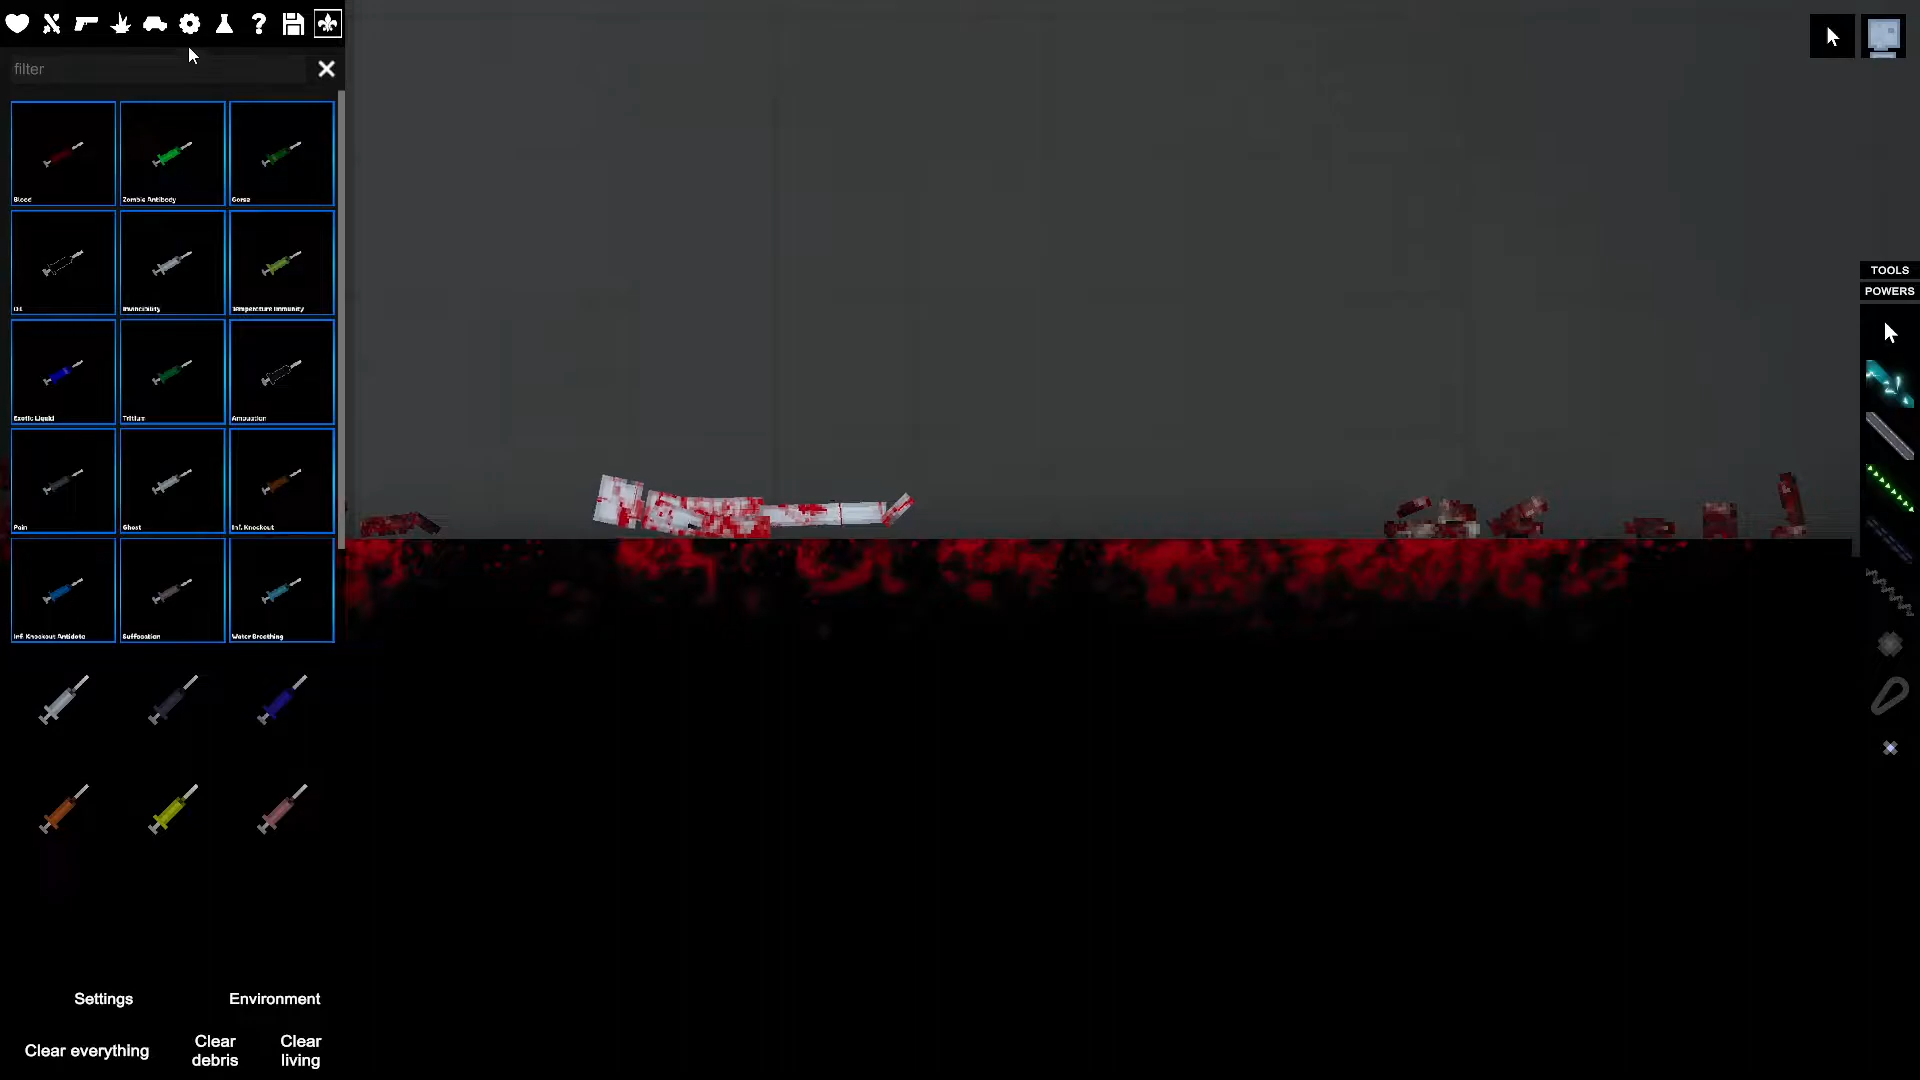 filter
TOOLS
POWERS
Blood
Zombie Antibody
Gorse
Oil
Invincibility
Temperature Immunity
Exotic Liquid
Tritium
Amputation
Pain
Ghost
Inf. Knockout
Inf. Knockout Antidote
Suffocation
Water Breathing
Settings
Environment
Clear everything
Clear
debris
Clear
living